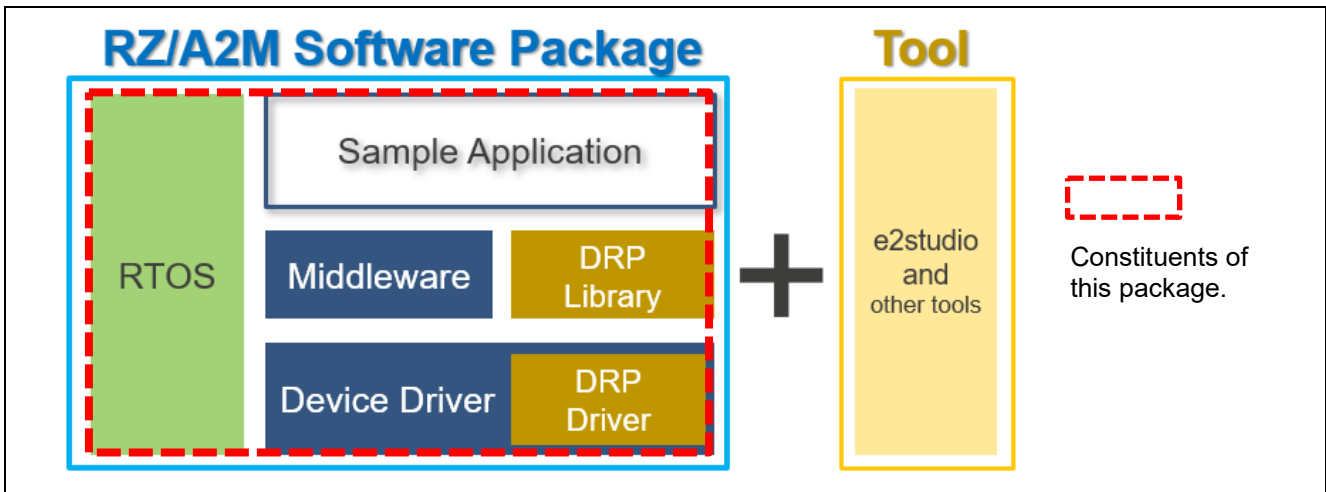 RZ/A2M Software Package
Tool
RTOS
Sample Application
Middleware
DRP
Library
Device Driver
DRP
Driver
e2studio
and
other tools
Constituents of
this package.